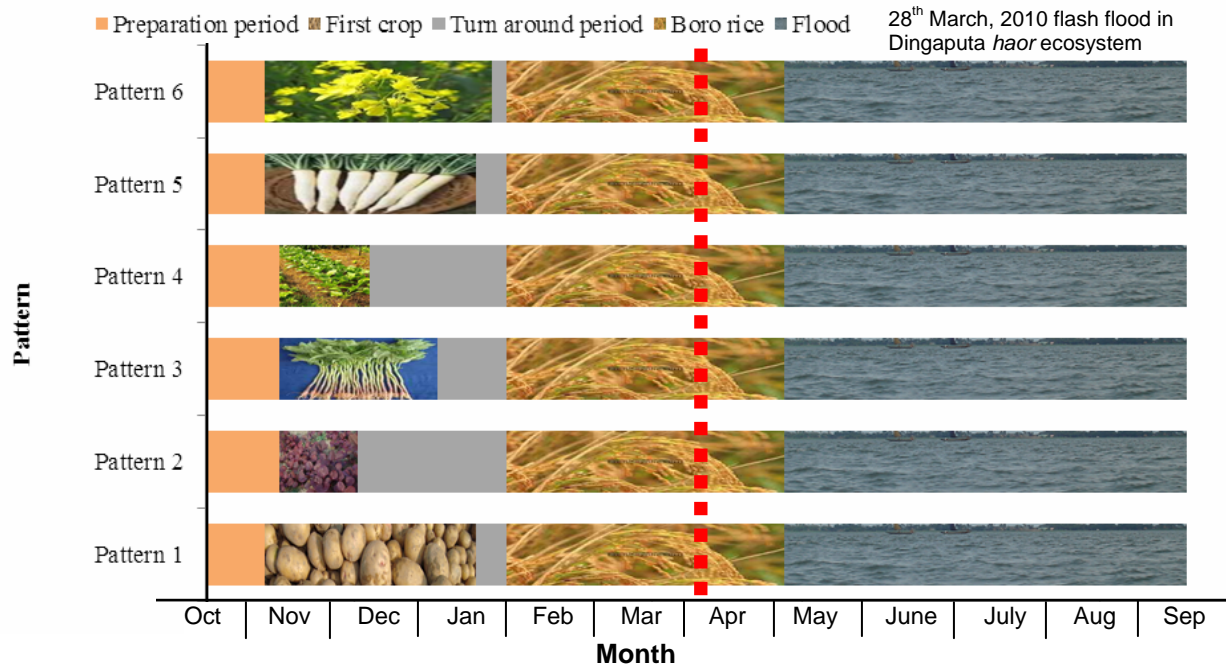 Preparation period First crop Turn around period Boro rice Flood
28th March, 2010 flash flood in
Dingaputa haor ecosystem
Pattern 6
Pattern 5
Pattern 4
Pattern 3
Pattern 2
Pattern 1
Pattern
Oct Nov Dec Jan Feb Mar Apr May June July Aug Sep
Month